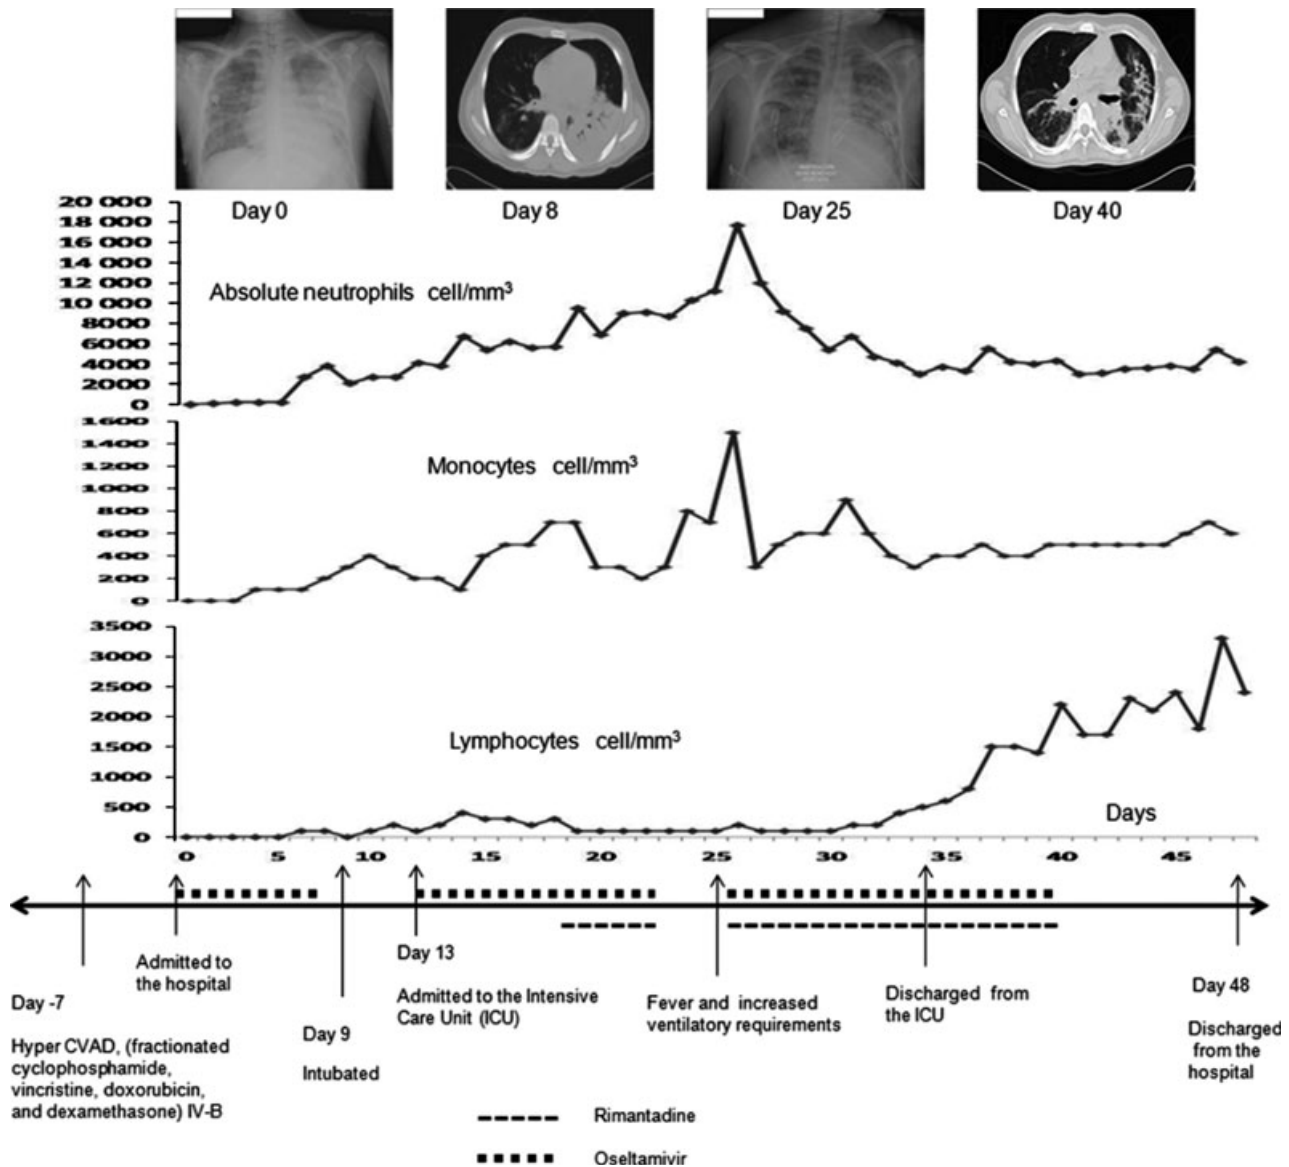 Day 0
Day 8
Day 25
Day 40
20 000
18 000
16 000
14 000
12 000
10 000
8000
6000
4000
2000
0
Absolute neutrophils cell/mm³
1600
1400
1200
1000
800
600
400
200
0
Monocytes cell/mm³
3500
3000
2500
2000
1500
1000
500
0
Lymphocytes cell/mm³
Days
0 5 10 15 20 25 30 35 40 45
Day -7
Hyper CVAD, (fractionated
cyclophosphamide,
vincristine, doxorubicin,
and dexamethasone) IV-B
Admitted to
the hospital
Day 9
Intubated
Day 13
Admitted to the Intensive
Care Unit (ICU)
Fever and increased
ventilatory requirements
Discharged from
the ICU
Day 48
Discharged
from the
hospital
Rimantadine
Oseltamivir